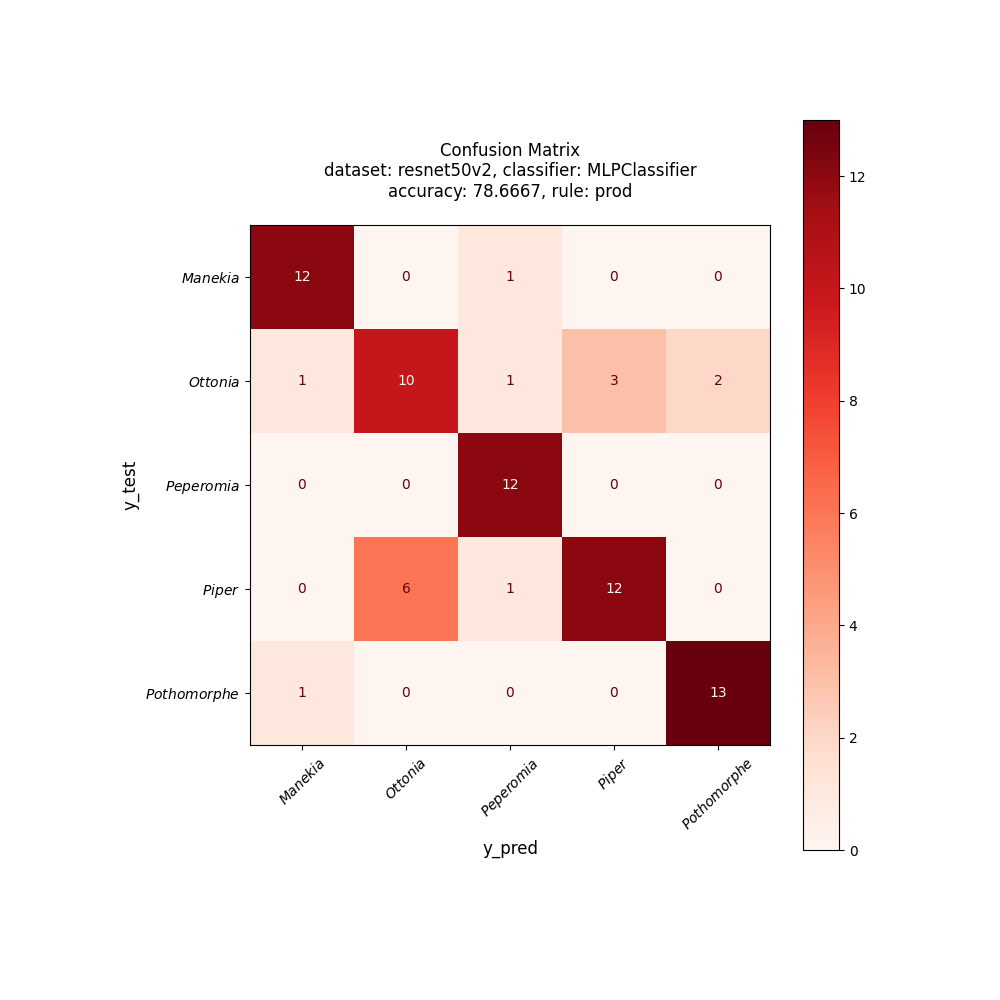 Confusion Matrix
dataset: resnet50v2, classifier: MLPClassifier
accuracy: 78.6667, rule: prod
y_test
Manekia 12 0 1 0 0
Ottonia 1 10 1 3 2
Peperomia 0 0 12 0 0
Piper 0 6 1 12 0
Pothomorphe 1 0 0 0 13
Manekia Ottonia Peperomia Piper Pothomorphe
y_pred
12
10
8
6
4
2
0